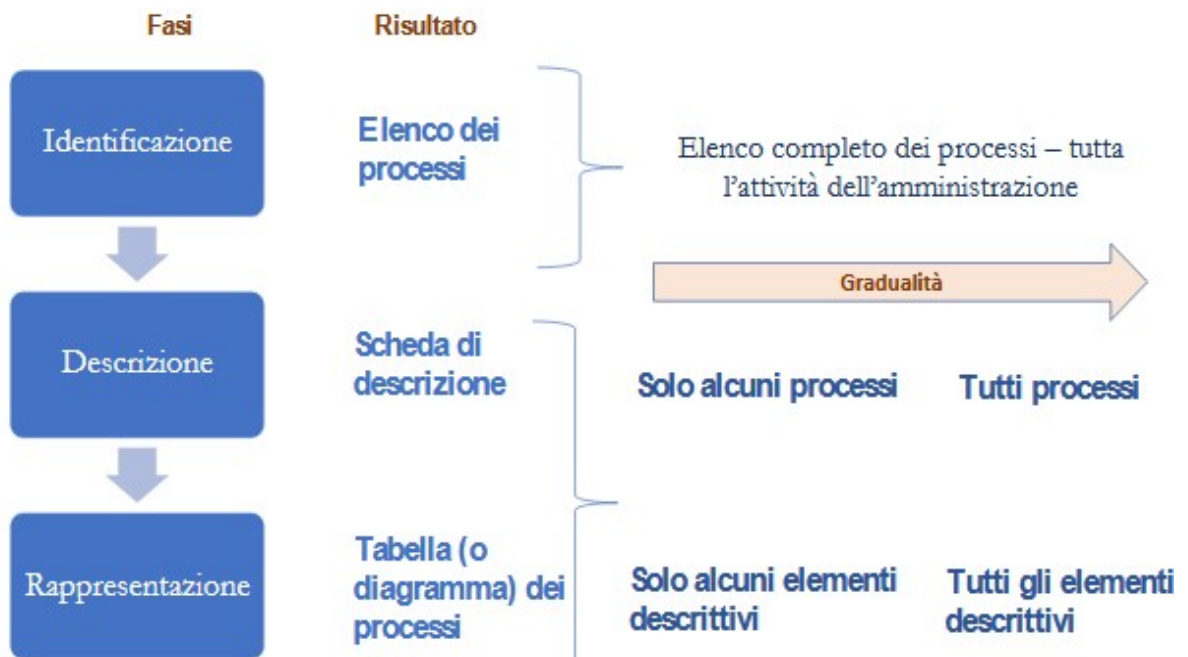 Fasi
Risultato
Identificazione
Elenco dei
processi
Elenco completo dei processi – tutta
l'attività dell'amministrazione
Gradualità
Descrizione
Scheda di
descrizione
Solo alcuni processi
Tutti processi
Rappresentazione
Tabella (o
diagramma) dei
processi
Solo alcuni elementi
descrittivi
Tutti gli elementi
descrittivi